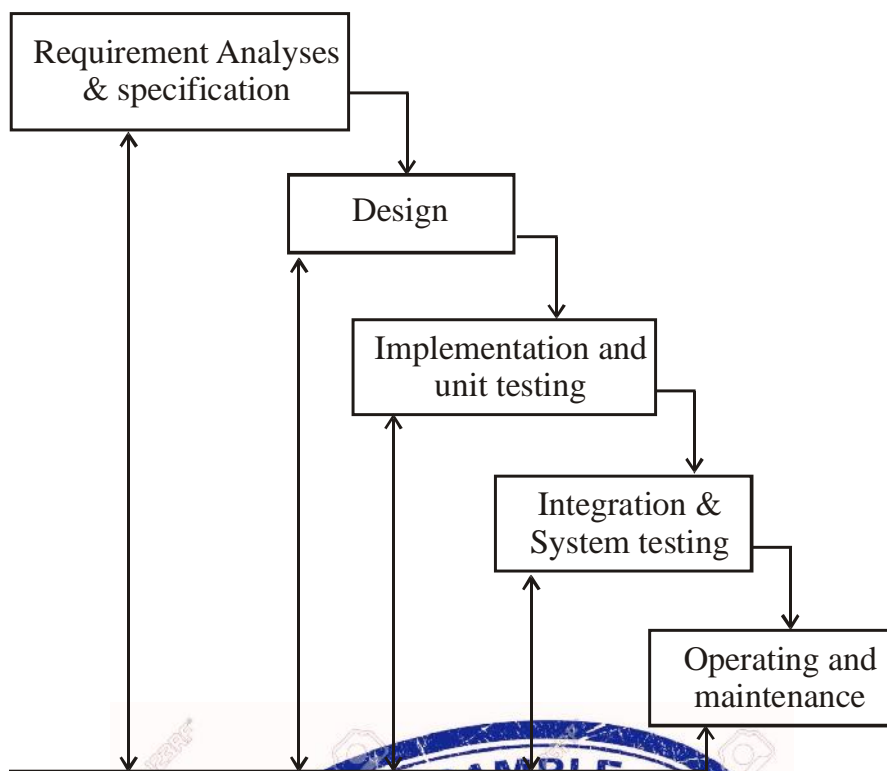 Requirement Analyses
& specification
Design
Implementation and
unit testing
Integration &
System testing
Operating and
maintenance